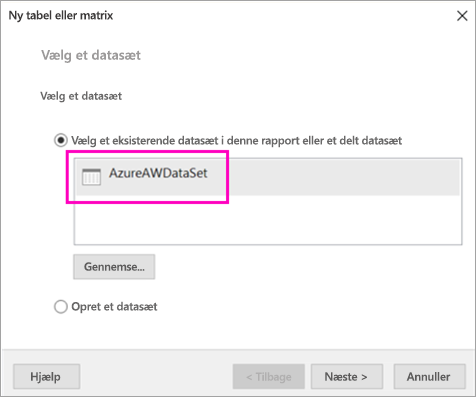 Ny tabel eller matrix
Vælg et datasæt
Vælg et datasæt
Vælg et eksisterende datasæt i denne rapport eller et delt datasæt
AzureAWDataSet
Gennemse...
Opret et datasæt
Hjælp
< Tilbage
Næste >
Annuller